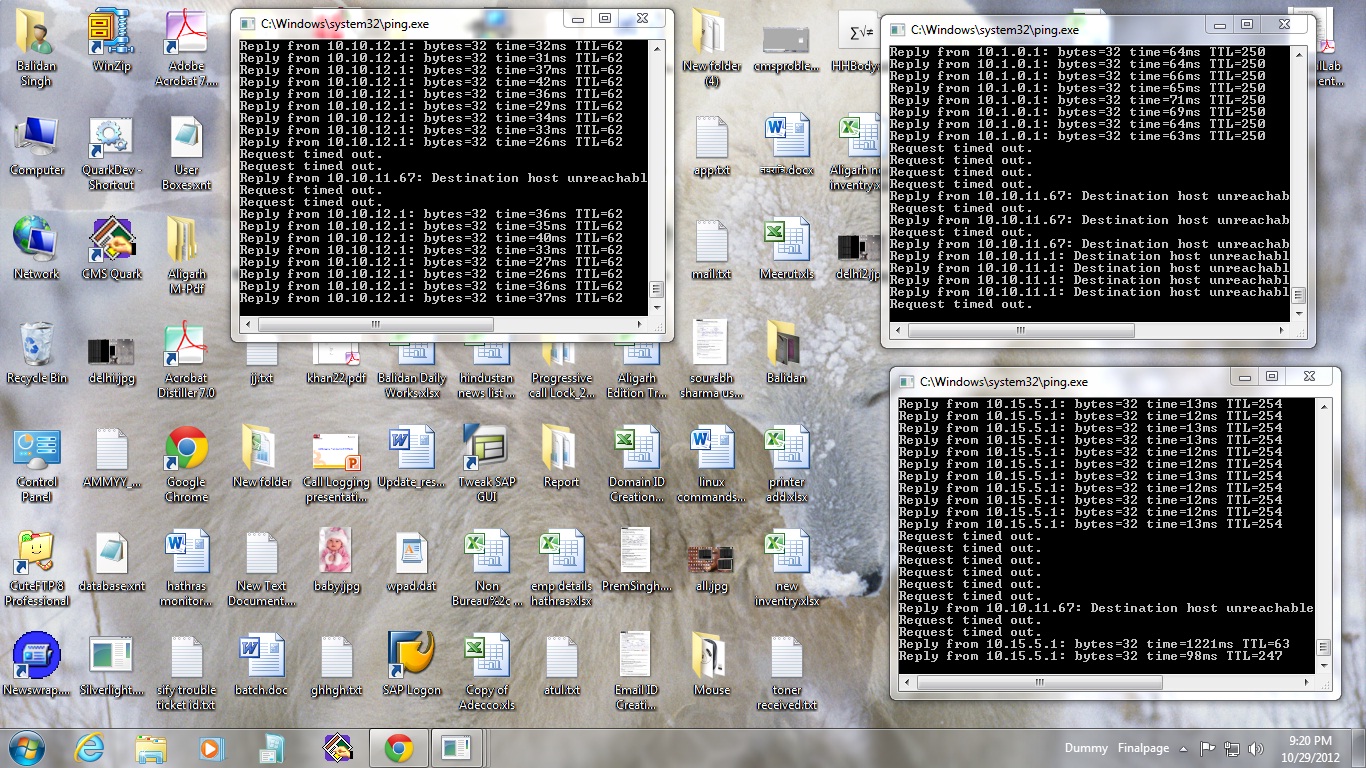 C:\Windows\system32\ping.exe
Reply from 10.10.12.1: bytes=32 time=32ms TTL=62
Reply from 10.10.12.1: bytes=32 time=31ms TTL=62
Reply from 10.10.12.1: bytes=32 time=37ms TTL=62
Reply from 10.10.12.1: bytes=32 time=42ms TTL=62
Reply from 10.10.12.1: bytes=32 time=36ms TTL=62
Reply from 10.10.12.1: bytes=32 time=29ms TTL=62
Reply from 10.10.12.1: bytes=32 time=34ms TTL=62
Reply from 10.10.12.1: bytes=32 time=33ms TTL=62
Reply from 10.10.12.1: bytes=32 time=26ms TTL=62
Request timed out.
Request timed out.
Reply from 10.10.11.67: Destination host unreachabl
Request timed out.
Reply from 10.10.12.1: bytes=32 time=36ms TTL=62
Reply from 10.10.12.1: bytes=32 time=35ms TTL=62
Reply from 10.10.12.1: bytes=32 time=40ms TTL=62
Reply from 10.10.12.1: bytes=32 time=33ms TTL=62
Reply from 10.10.12.1: bytes=32 time=27ms TTL=62
Reply from 10.10.12.1: bytes=32 time=26ms TTL=62
Reply from 10.10.12.1: bytes=32 time=36ms TTL=62
Reply from 10.10.12.1: bytes=32 time=37ms TTL=62
C:\Windows\system32\ping.exe
Reply from 10.1.0.1: bytes=32 time=64ms TTL=250
Reply from 10.1.0.1: bytes=32 time=64ms TTL=250
Reply from 10.1.0.1: bytes=32 time=66ms TTL=250
Reply from 10.1.0.1: bytes=32 time=65ms TTL=250
Reply from 10.1.0.1: bytes=32 time=71ms TTL=250
Reply from 10.1.0.1: bytes=32 time=69ms TTL=250
Reply from 10.1.0.1: bytes=32 time=64ms TTL=250
Reply from 10.1.0.1: bytes=32 time=63ms TTL=250
Request timed out.
Request timed out.
Request timed out.
Request timed out.
Reply from 10.10.11.67: Destination host unreachab
Request timed out.
Reply from 10.10.11.67: Destination host unreachab
Request timed out.
Reply from 10.10.11.67: Destination host unreachab
Reply from 10.10.11.1: Destination host unreachabl
Reply from 10.10.11.1: Destination host unreachabl
Reply from 10.10.11.1: Destination host unreachabl
Reply from 10.10.11.1: Destination host unreachabl
Request timed out.
C:\Windows\system32\ping.exe
Reply from 10.15.5.1: bytes=32 time=13ms TTL=254
Reply from 10.15.5.1: bytes=32 time=12ms TTL=254
Reply from 10.15.5.1: bytes=32 time=13ms TTL=254
Reply from 10.15.5.1: bytes=32 time=13ms TTL=254
Reply from 10.15.5.1: bytes=32 time=12ms TTL=254
Reply from 10.15.5.1: bytes=32 time=12ms TTL=254
Reply from 10.15.5.1: bytes=32 time=13ms TTL=254
Reply from 10.15.5.1: bytes=32 time=12ms TTL=254
Reply from 10.15.5.1: bytes=32 time=12ms TTL=254
Reply from 10.15.5.1: bytes=32 time=12ms TTL=254
Reply from 10.15.5.1: bytes=32 time=13ms TTL=254
Request timed out.
Request timed out.
Request timed out.
Request timed out.
Request timed out.
Request timed out.
Reply from 10.10.11.67: Destination host unreachable
Request timed out.
Request timed out.
Reply from 10.15.5.1: bytes=32 time=1221ms TTL=63
Reply from 10.15.5.1: bytes=32 time=98ms TTL=247
Balidan
Singh
WinZip
Adobe
Acrobat 7....
New folder
(4)
cmsproble...
HHBody
Computer
QuarkDev -
Shortcut
User
Boxes.xnt
app.txt
नवरात्रि.docx
Aligarh ne
inventry.x
Network
CMS Quark
Aligarh
M-Pdf
mail.txt
Meerut.xls
delhi2.jp
Recycle Bin
delhi.jpg
Acrobat
Distiller 7.0
jj.txt
khan22.pdf
Balidan Daily
Works.xlsx
hindustan
news list ...
Progressive
call Lock_2...
Aligarh
Edition Tr...
sourabh
sharma us...
Balidan
Control
Panel
AMMYY_...
Google
Chrome
New folder
Call Logging
presentati...
Update_res...
Tweak SAP
GUI
Report
Domain ID
Creation...
linux
commands...
printer
add.xlsx
CuteFTP 8
Professional
database.xnt
hathras
monitor...
New Text
Document...
baby.jpg
wpad.dat
Non
Bureau%2c ...
emp details
hathras.xlsx
PremSingh...
all.jpg
new
inventry.xlsx
Newswrap....
Silverlight....
sify trouble
ticket id.txt
batch.doc
ghhgh.txt
SAP Logon
Copy of
Adecco.xls
atul.txt
Email ID
Creati...
Mouse
toner
received.txt
Dummy Finalpage
9:20 PM
10/29/2012